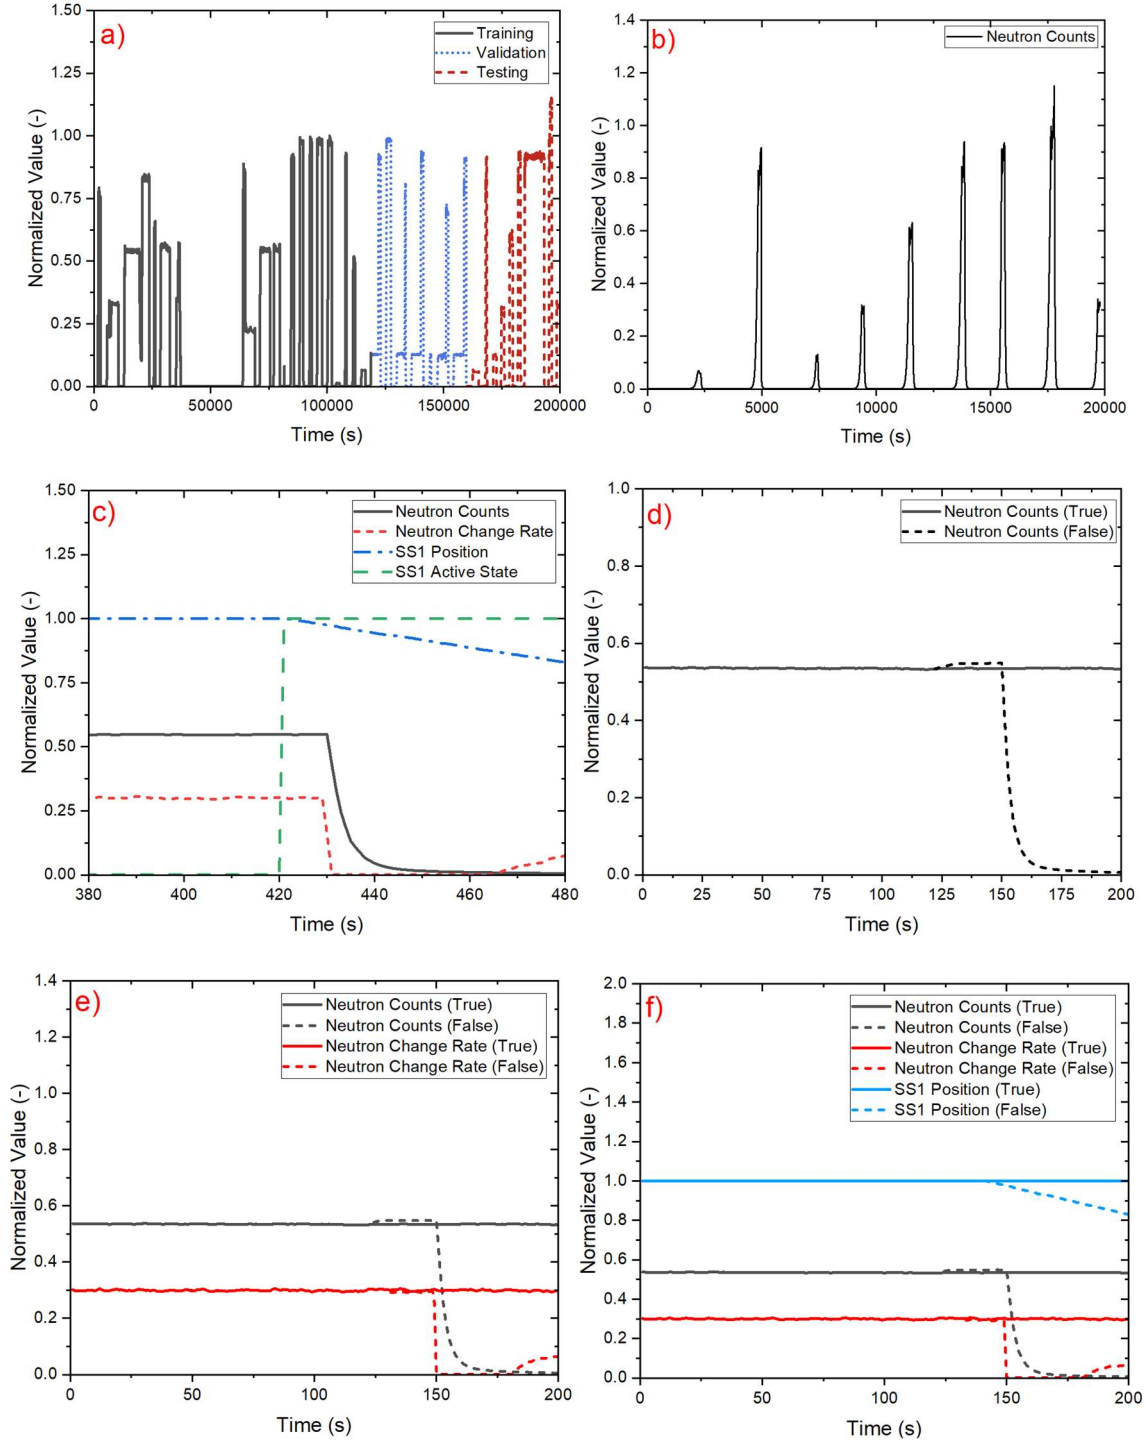 a)
Training
Validation
Testing
Normalized Value (-)
1.50
1.25
1.00
0.75
0.50
0.25
0.00
0 50000 100000 150000 200000
Time (s)
b)
Neutron Counts
Normalized Value (-)
1.4
1.2
1.0
0.8
0.6
0.4
0.2
0.0
0 5000 10000 15000 20000
Time (s)
c)
Neutron Counts
Neutron Change Rate
SS1 Position
SS1 Active State
Normalized Value (-)
1.50
1.25
1.00
0.75
0.50
0.25
0.00
380 400 420 440 460 480
Time (s)
d)
Neutron Counts (True)
Neutron Counts (False)
Normalized Value (-)
1.0
0.8
0.6
0.4
0.2
0.0
0 25 50 75 100 125 150 175 200
Time (s)
e)
Neutron Counts (True)
Neutron Counts (False)
Neutron Change Rate (True)
Neutron Change Rate (False)
Normalized Value (-)
1.4
1.2
1.0
0.8
0.6
0.4
0.2
0.0
0 50 100 150 200
Time (s)
f)
Neutron Counts (True)
Neutron Counts (False)
Neutron Change Rate (True)
Neutron Change Rate (False)
SS1 Position (True)
SS1 Position (False)
Normalized Value (-)
2.0
1.8
1.6
1.4
1.2
1.0
0.8
0.6
0.4
0.2
0.0
0 50 100 150 200
Time (s)